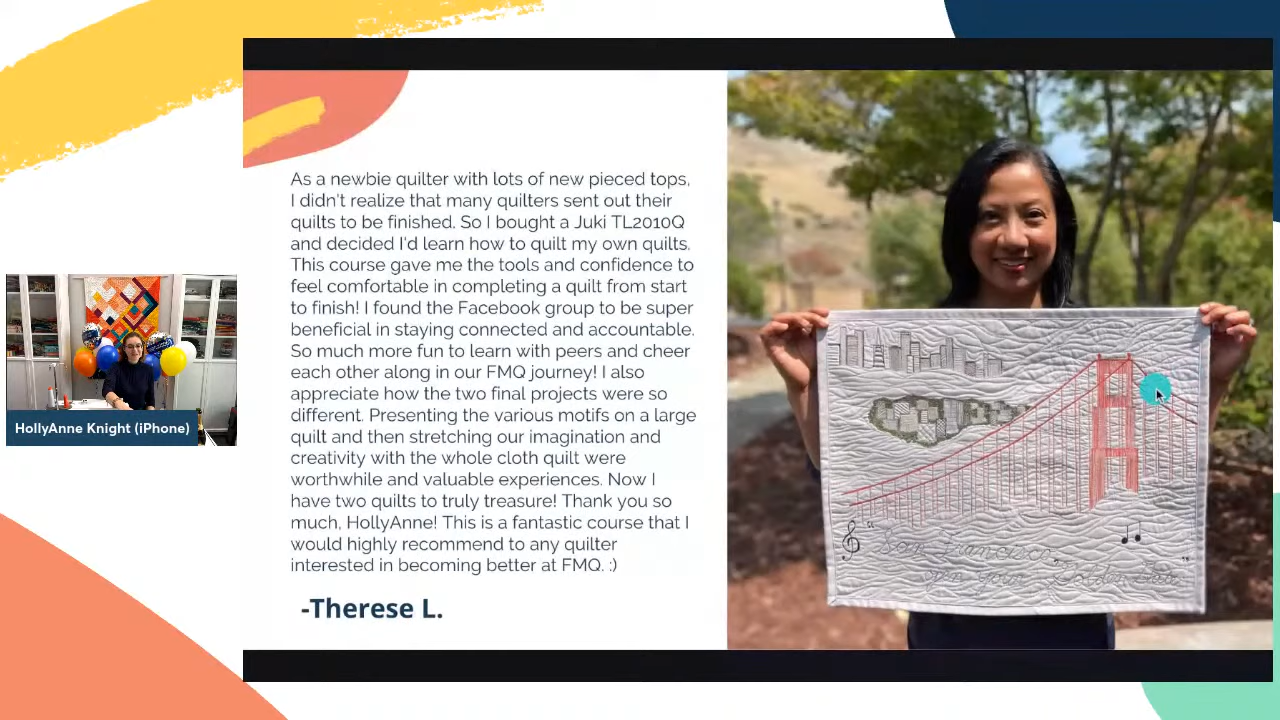 As a newbie quilter with lots of new pieced tops,
I didn't realize that many quilters sent out their
quilts to be finished. So I bought a Juki TL2010Q
and decided I'd learn how to quilt my own quilts.
This course gave me the tools and confidence to
feel comfortable in completing a quilt from start
to finish! I found the Facebook group to be super
beneficial in staying connected and accountable.
So much more fun to learn with peers and cheer
each other along in our FMQ journey! I also
appreciate how the two final projects were so
different. Presenting the various motifs on a large
quilt and then stretching our imagination and
creativity with the whole cloth quilt were
worthwhile and valuable experiences. Now I
have two quilts to truly treasure! Thank you so
much, HollyAnne! This is a fantastic course that I
would highly recommend to any quilter
interested in becoming better at FMQ. :)
-Therese L.
HollyAnne Knight (iPhone)
"San Francisco,
"Golden Gate"